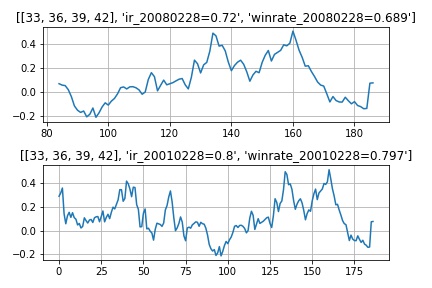 [[33, 36, 39, 42], 'ir_20080228=0.72', 'winrate_20080228=0.689']
0.4
0.2
0.0
−0.2
80 100 120 140 160 180
[[33, 36, 39, 42], 'ir_20010228=0.8', 'winrate_20010228=0.797']
0.4
0.2
0.0
−0.2
0 25 50 75 100 125 150 175